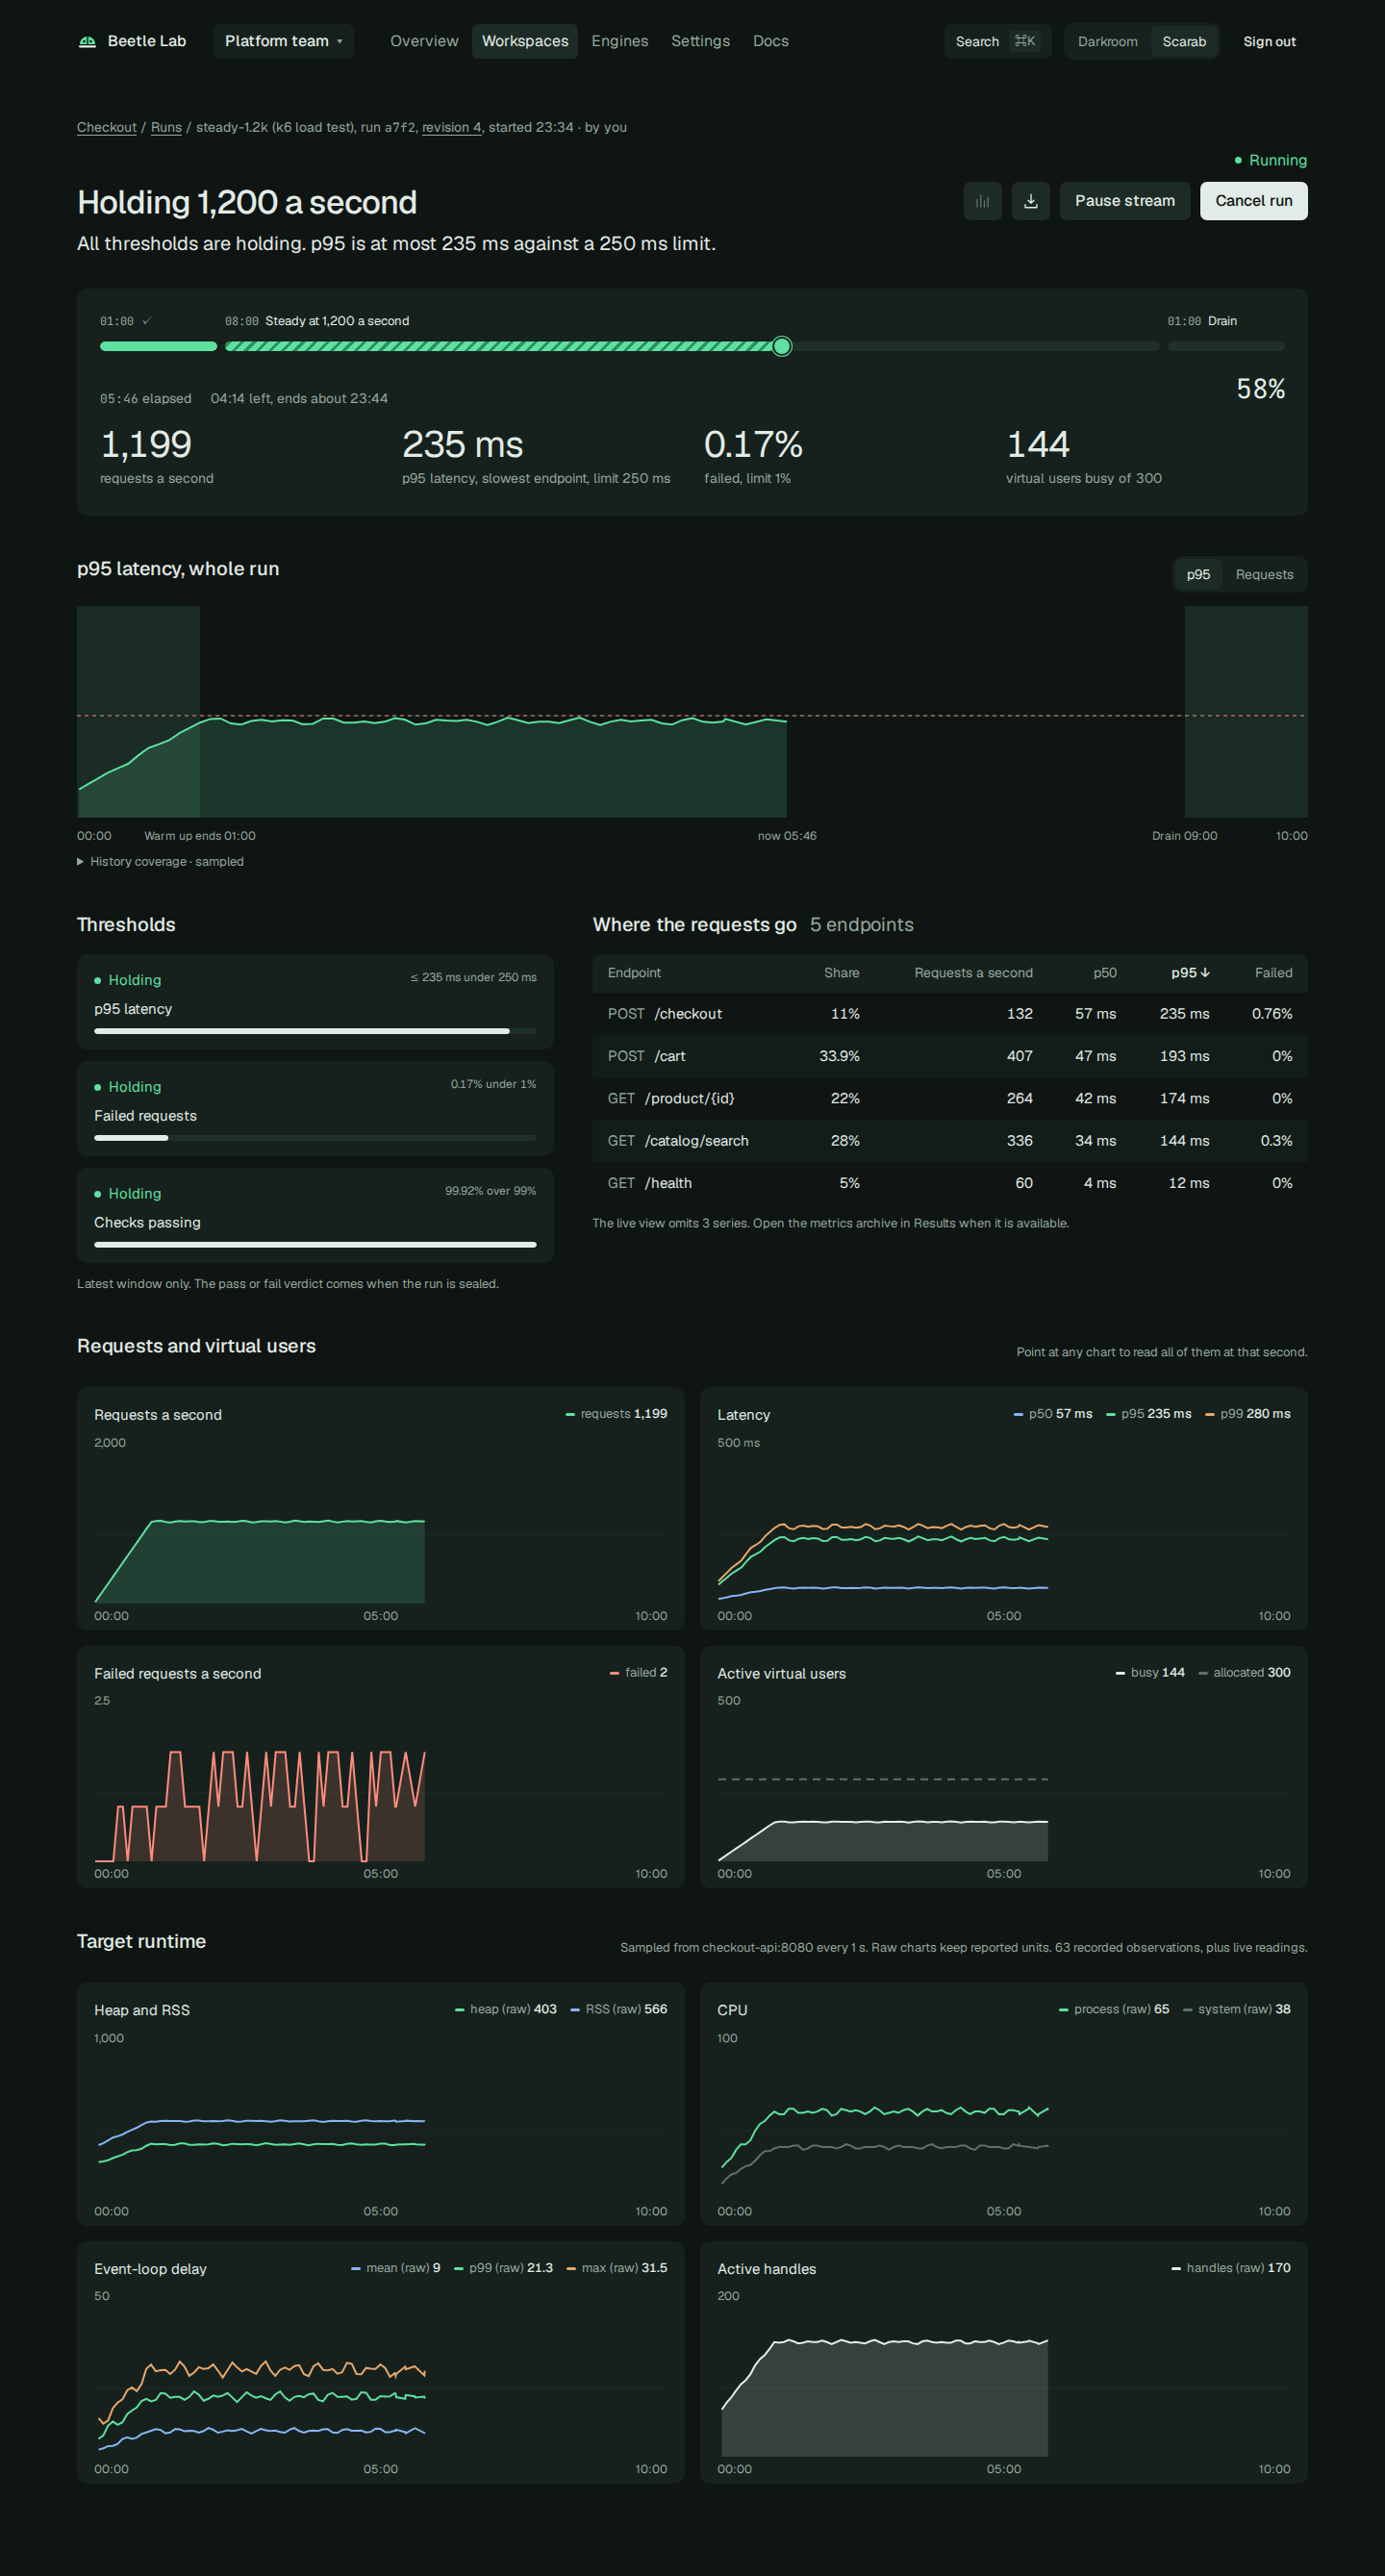 Beetle Lab Platform team ▾ Overview Workspaces Engines Settings Docs Search ⌘K Darkroom Scarab Sign out
Checkout / Runs / steady-1.2k (k6 load test), run a7f2, revision 4, started 23:34 · by you
Running
Holding 1,200 a second
Pause stream Cancel run
All thresholds are holding. p95 is at most 235 ms against a 250 ms limit.
01:00 ✓ 08:00 Steady at 1,200 a second 01:00 Drain
05:46 elapsed 04:14 left, ends about 23:44 58%
1,199 235 ms 0.17% 144
requests a second p95 latency, slowest endpoint, limit 250 ms failed, limit 1% virtual users busy of 300
p95 latency, whole run p95 Requests
00:00 Warm up ends 01:00 now 05:46 Drain 09:00 10:00
▶ History coverage · sampled
Thresholds
Holding ≤ 235 ms under 250 ms
p95 latency
Holding 0.17% under 1%
Failed requests
Holding 99.92% over 99%
Checks passing
Latest window only. The pass or fail verdict comes when the run is sealed.
Where the requests go 5 endpoints
Endpoint Share Requests a second p50 p95 ↓ Failed
POST /checkout 11% 132 57 ms 235 ms 0.76%
POST /cart 33.9% 407 47 ms 193 ms 0%
GET /product/{id} 22% 264 42 ms 174 ms 0%
GET /catalog/search 28% 336 34 ms 144 ms 0.3%
GET /health 5% 60 4 ms 12 ms 0%
The live view omits 3 series. Open the metrics archive in Results when it is available.
Requests and virtual users Point at any chart to read all of them at that second.
Requests a second requests 1,199
2,000
00:00 05:00 10:00
Latency p50 57 ms p95 235 ms p99 280 ms
500 ms
00:00 05:00 10:00
Failed requests a second failed 2
2.5
00:00 05:00 10:00
Active virtual users busy 144 allocated 300
500
00:00 05:00 10:00
Target runtime Sampled from checkout-api:8080 every 1 s. Raw charts keep reported units. 63 recorded observations, plus live readings.
Heap and RSS heap (raw) 403 RSS (raw) 566
1,000
00:00 05:00 10:00
CPU process (raw) 65 system (raw) 38
100
00:00 05:00 10:00
Event-loop delay mean (raw) 9 p99 (raw) 21.3 max (raw) 31.5
50
00:00 05:00 10:00
Active handles handles (raw) 170
200
00:00 05:00 10:00